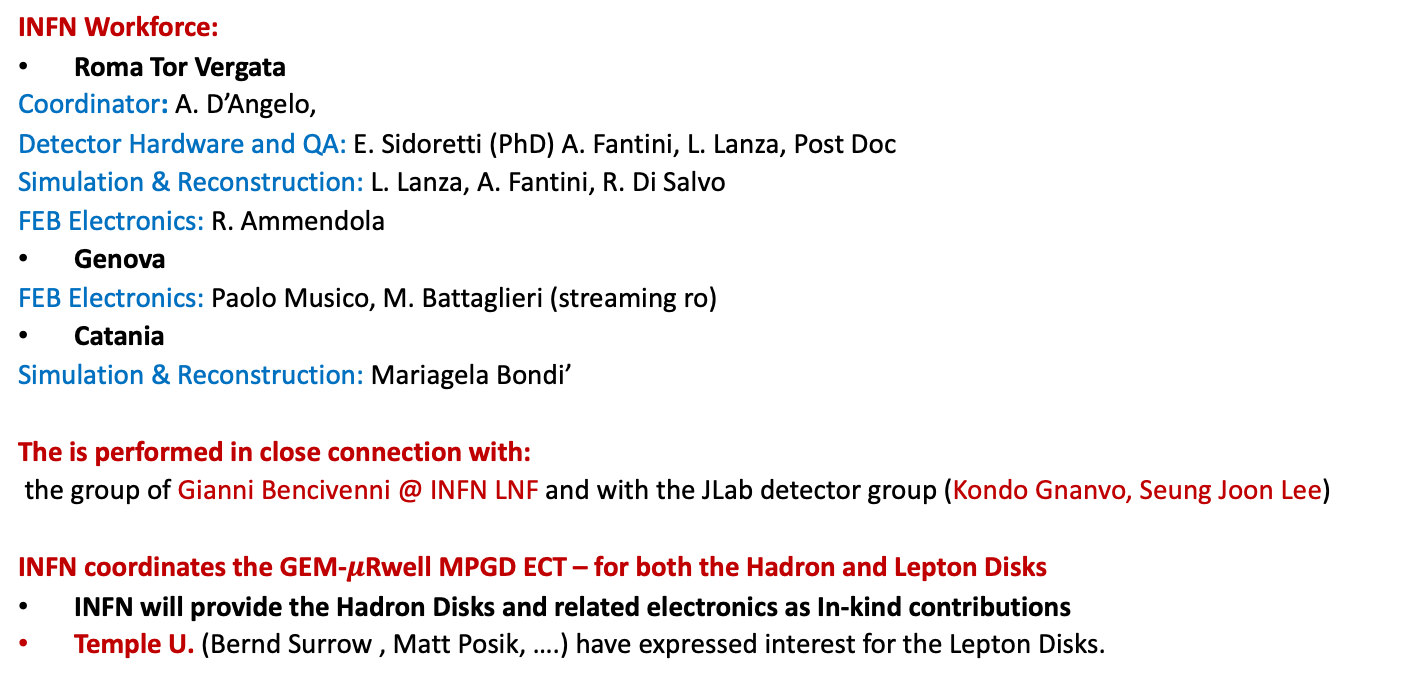 INFN Workforce:
• Roma Tor Vergata
Coordinator: A. D’Angelo,
Detector Hardware and QA: E. Sidoretti (PhD) A. Fantini, L. Lanza, Post Doc
Simulation & Reconstruction: L. Lanza, A. Fantini, R. Di Salvo
FEB Electronics: R. Ammendola
• Genova
FEB Electronics: Paolo Musico, M. Battaglieri (streaming ro)
• Catania
Simulation & Reconstruction: Mariagela Bondi’
The is performed in close connection with:
the group of Gianni Bencivenni @ INFN LNF and with the JLab detector group (Kondo Gnanvo, Seung Joon Lee)
INFN coordinates the GEM-𝝁Rwell MPGD ECT – for both the Hadron and Lepton Disks
• INFN will provide the Hadron Disks and related electronics as In-kind contributions
• Temple U. (Bernd Surrow , Matt Posik, ….) have expressed interest for the Lepton Disks.